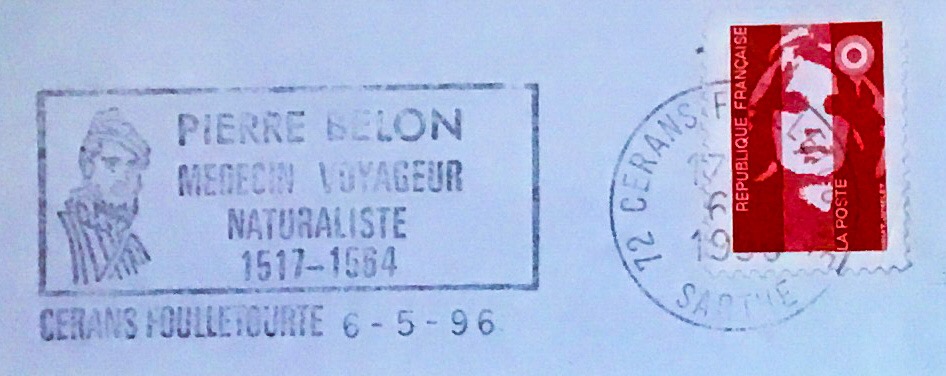 PIERRE BELON
MEDECIN VOYAGEUR
NATURALISTE
1517-1564
CERANS FOULLETOURTE 6-5-96
72 CERANS F
SARTHE
REPUBLIQUE FRANÇAISE
LA POSTE